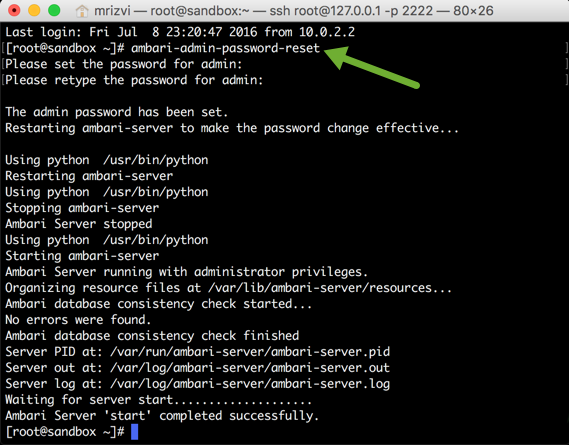 mrizvi — root@sandbox:~ — ssh root@127.0.0.1 -p 2222 — 80×26
Last login: Fri Jul  8 23:20:47 2016 from 10.0.2.2
[root@sandbox ~]# ambari-admin-password-reset
Please set the password for admin:
Please retype the password for admin:

The admin password has been set.
Restarting ambari-server to make the password change effective...

Using python  /usr/bin/python
Restarting ambari-server
Using python  /usr/bin/python
Stopping ambari-server
Ambari Server stopped
Using python  /usr/bin/python
Starting ambari-server
Ambari Server running with administrator privileges.
Organizing resource files at /var/lib/ambari-server/resources...
Ambari database consistency check started...
No errors were found.
Ambari database consistency check finished
Server PID at: /var/run/ambari-server/ambari-server.pid
Server out at: /var/log/ambari-server/ambari-server.out
Server log at: /var/log/ambari-server/ambari-server.log
Waiting for server start....................
Ambari Server 'start' completed successfully.
[root@sandbox ~]#